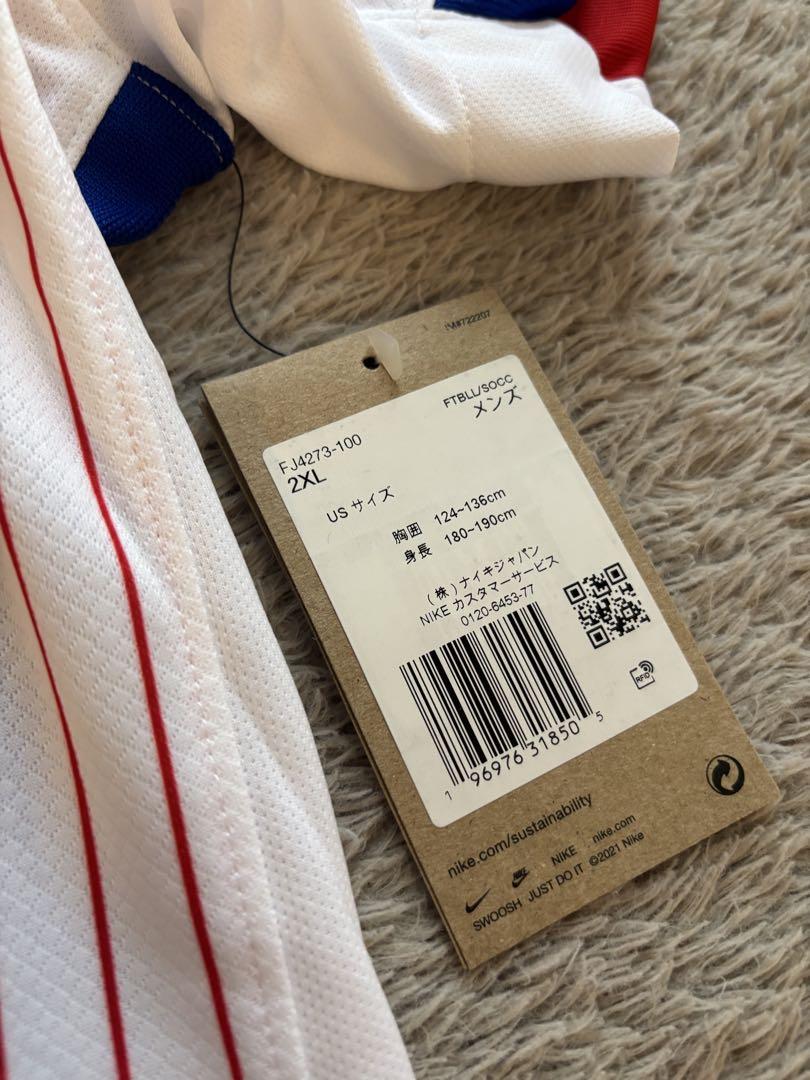 IM#722207
FTBLL/SOCC
メンズ
FJ4273-100
2XL
US サイズ
胸囲 124~136cm
身長 180~190cm
(株)ナイキジャパン
NIKE カスタマーサービス
0120-6453-77
RFID
1 96976 31850 5
nike.com/sustainability
NIKE nike.com
SWOOSH JUST DO IT ©2021 Nike